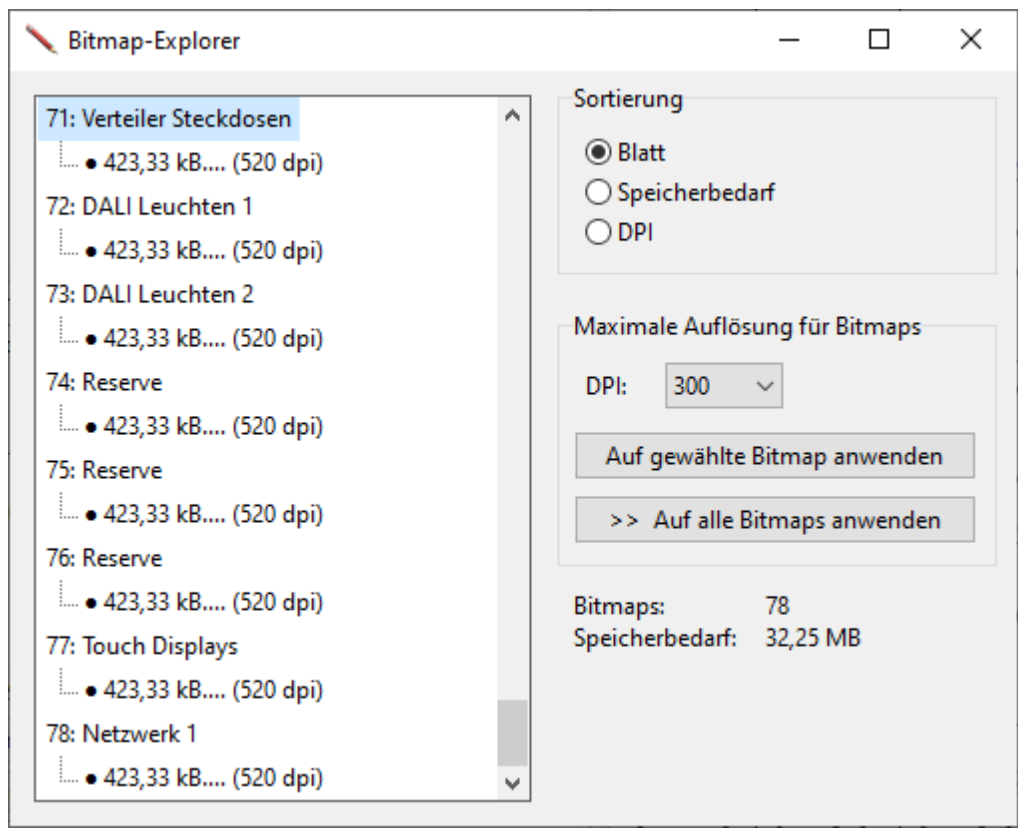 Bitmap-Explorer
71: Verteiler Steckdosen
● 423,33 kB.... (520 dpi)
72: DALI Leuchten 1
● 423,33 kB.... (520 dpi)
73: DALI Leuchten 2
● 423,33 kB.... (520 dpi)
74: Reserve
● 423,33 kB.... (520 dpi)
75: Reserve
● 423,33 kB.... (520 dpi)
76: Reserve
● 423,33 kB.... (520 dpi)
77: Touch Displays
● 423,33 kB.... (520 dpi)
78: Netzwerk 1
● 423,33 kB.... (520 dpi)
Sortierung
Blatt
Speicherbedarf
DPI
Maximale Auflösung für Bitmaps
DPI: 300
Auf gewählte Bitmap anwenden
>> Auf alle Bitmaps anwenden
Bitmaps: 78
Speicherbedarf: 32,25 MB